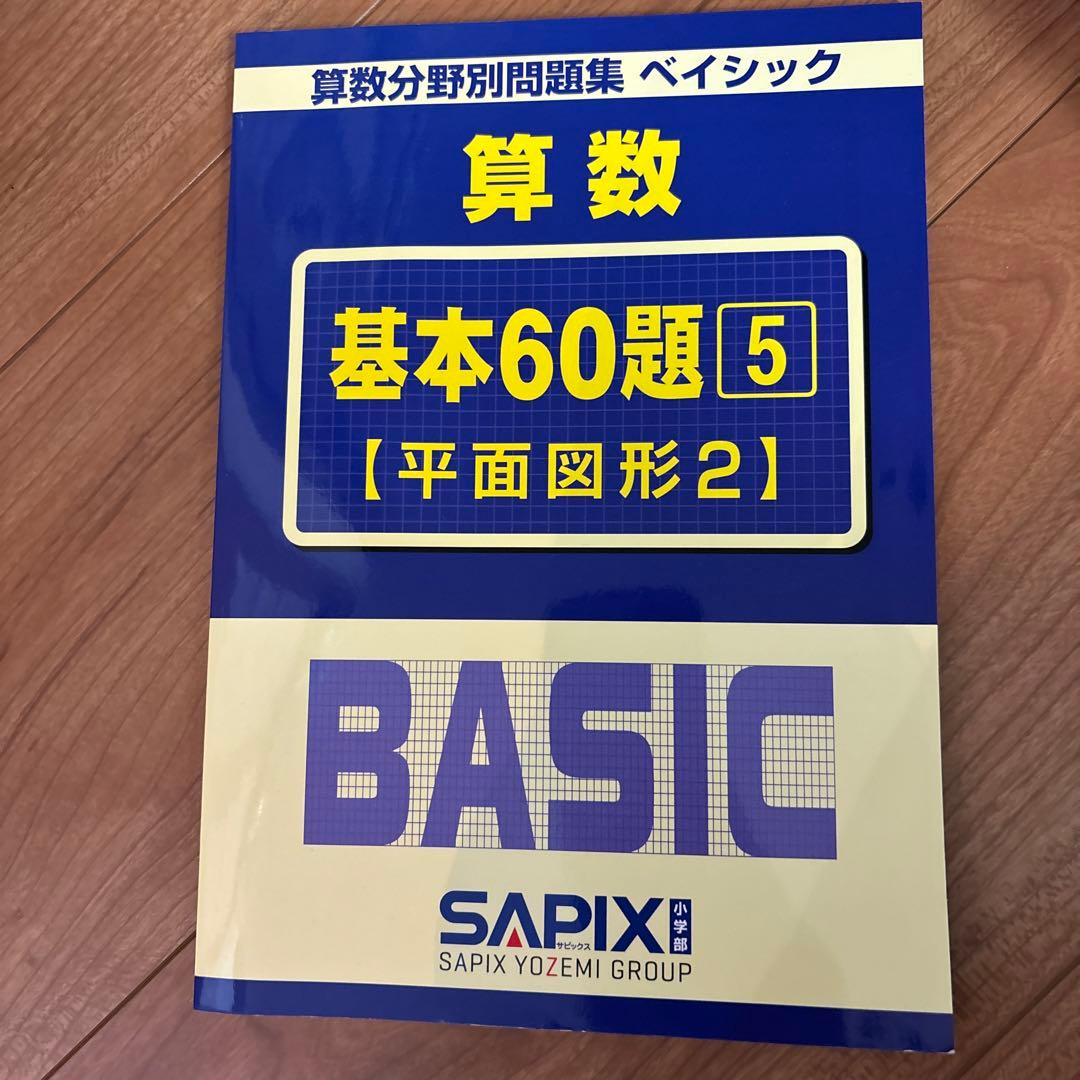 算数分野別問題集 ベイシック
算数
基本60題 5
【平面図形2】
BASIC
SAPIX 小学部
サピックス
SAPIX YOZEMI GROUP